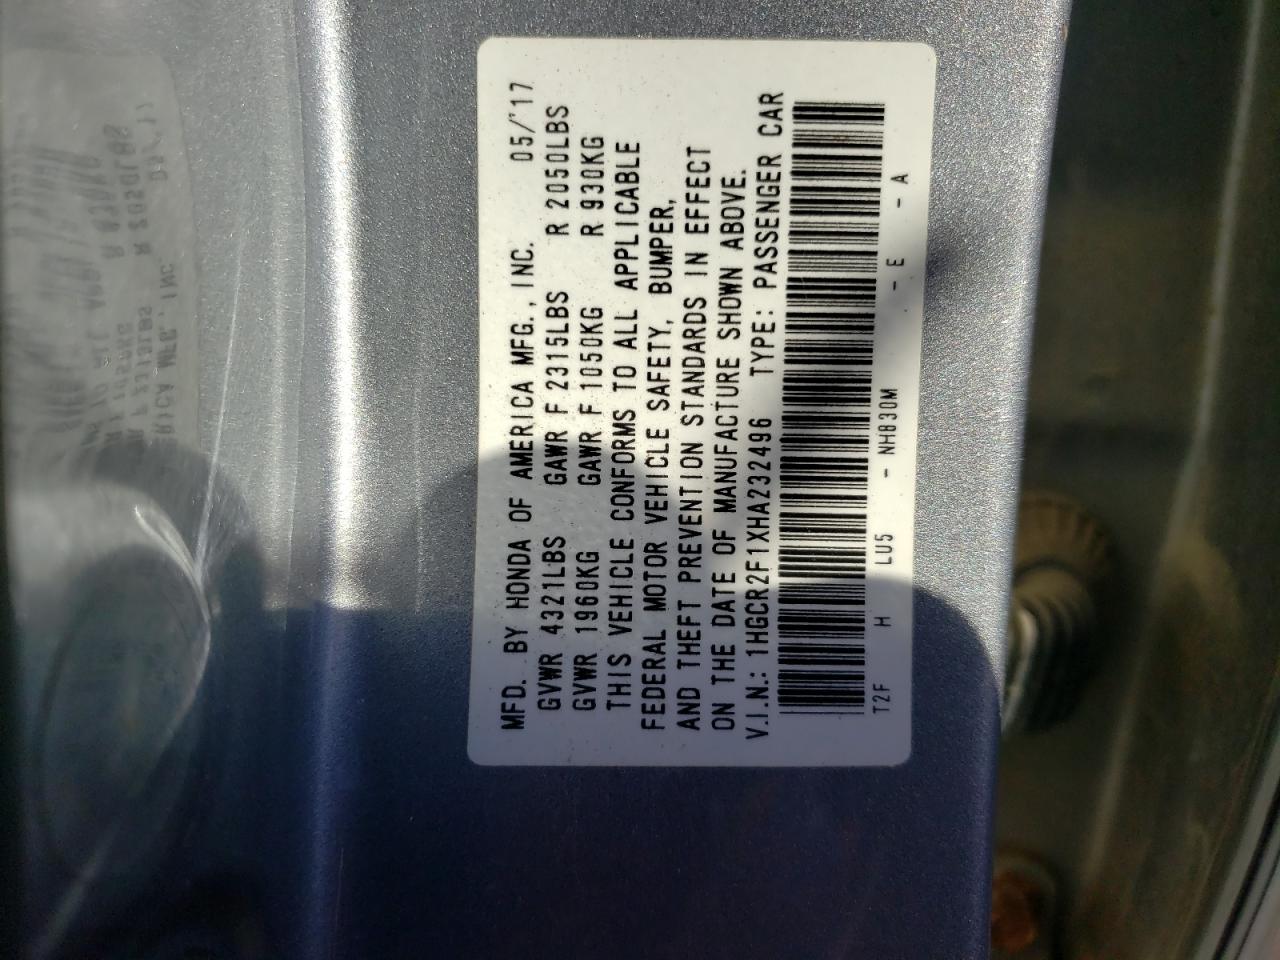 MFD. BY HONDA OF AMERICA MFG., INC. 05/'17
GVWR 4321LBS GAWR F 2315LBS R 2050LBS
GVWR 1960KG GAWR F 1050KG R 930KG
THIS VEHICLE CONFORMS TO ALL APPLICABLE
FEDERAL MOTOR VEHICLE SAFETY, BUMPER,
AND THEFT PREVENTION STANDARDS IN EFFECT
ON THE DATE OF MANUFACTURE SHOWN ABOVE.
V.I.N.: 1HGCR2F1XHA232496 TYPE: PASSENGER CAR
T2F H LU5 - NH830M - E - A